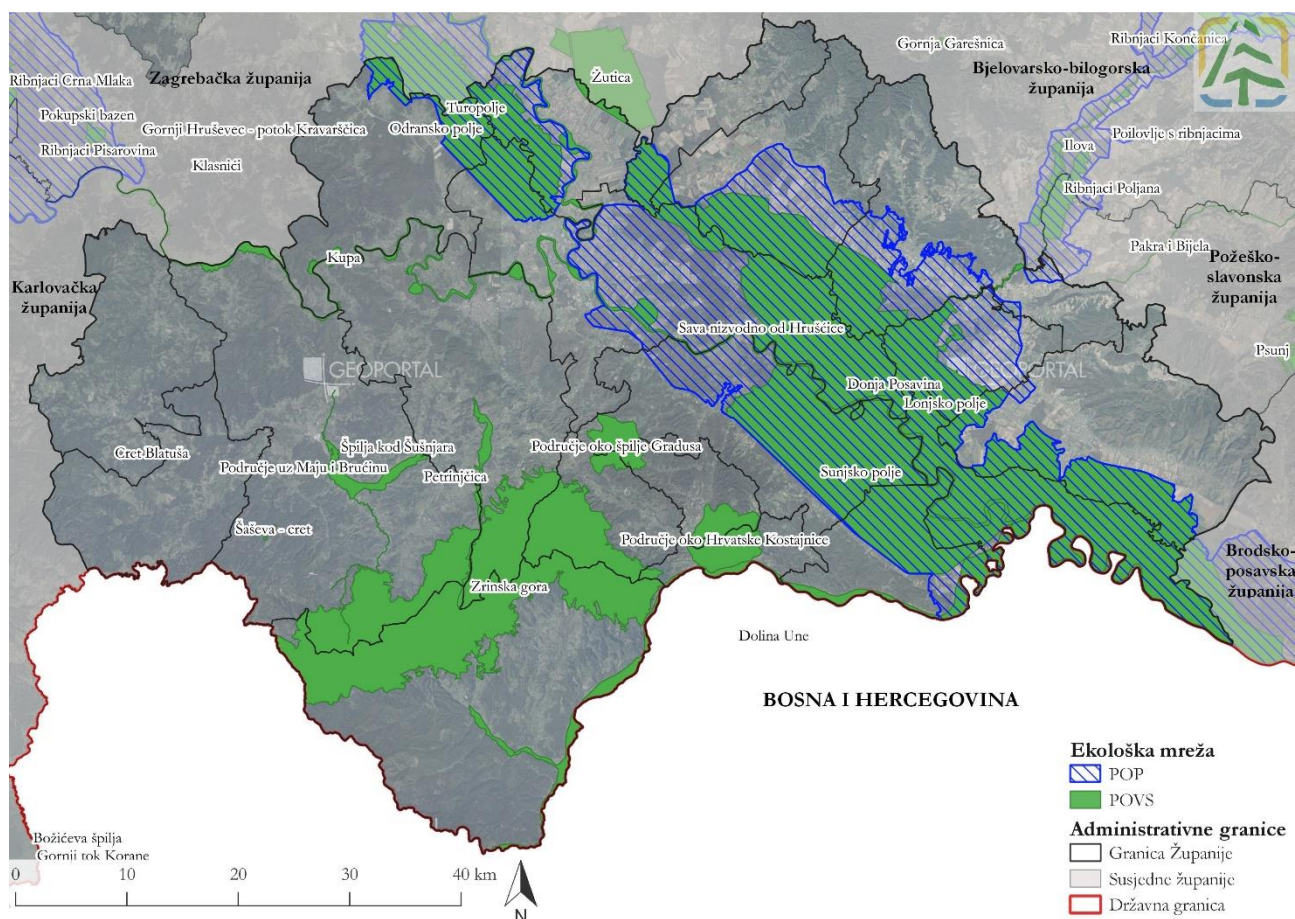 Ribnjaci Končanica
Gornja Garešnica
Bjelovarsko-bilogorska
županija
Ribnjaci Crna Mlaka
Zagrebačka županija
Žutica
Pokupski bazen
Turopolje
Gornji Hruševec - potok Kravarščica
Odransko polje
Poilovlje s ribnjacima
Ribnjaci Pisarovina
Klasnići
Ilova
Ribnjaci Poljana
Pakra i Bijela
Požeško-
slavonska
županija
Kupa
Karlovačka
županija
Sava nizvodno od Hrušćice
Psunj
GEOPORTAL
GEOPORTAL
Donja Posavina
Lonjsko polje
Cret Blatuša
Špilja kod Šušnjara
Područje oko špilje Gradusa
Područje uz Maju i Brućinu
Petrinjčica
Sunjsko polje
Šaševa - cret
Područje oko Hrvatske Kostajnice
Brodsko-
posavska
županija
Zrinska gora
Dolina Une
BOSNA I HERCEGOVINA
Ekološka mreža
POP
POVS
Administrativne granice
Granica Županije
Susjedne županije
Državna granica
Božićeva špilja
Gornji tok Korane
0 10 20 30 40 km
N